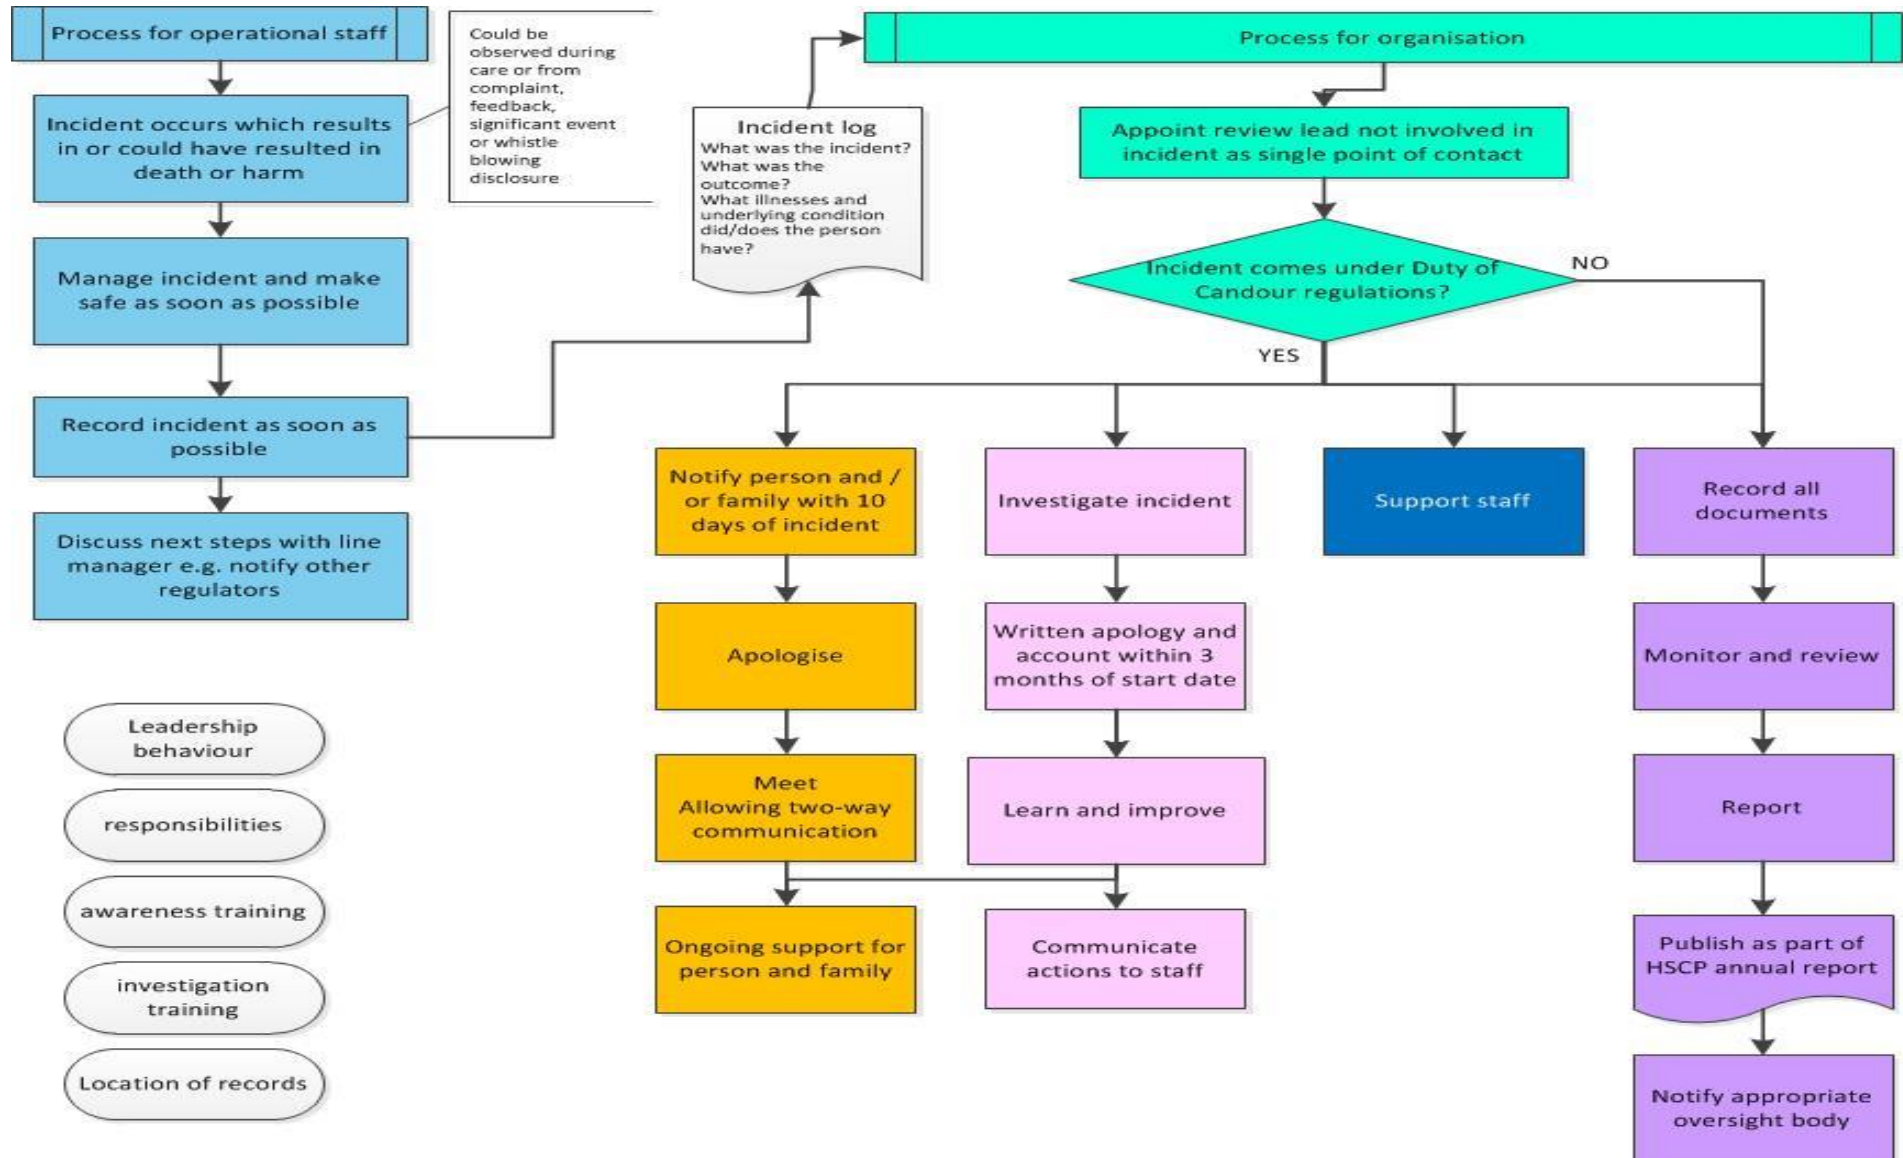 Process for operational staff
Incident occurs which results
in or could have resulted in
death or harm
Could be
observed during
care or from
complaint,
feedback,
significant event
or whistle
blowing
disclosure
Manage incident and make
safe as soon as possible
Record incident as soon as
possible
Discuss next steps with line
manager e.g. notify other
regulators
Leadership
behaviour
responsibilities
awareness training
investigation
training
Location of records
Incident log
What was the incident?
What was the
outcome?
What illnesses and
underlying condition
did/does the person
have?
Process for organisation
Appoint review lead not involved in
incident as single point of contact
Incident comes under Duty of
Candour regulations?
NO
YES
Notify person and /
or family with 10
days of incident
Apologise
Meet
Allowing two-way
communication
Ongoing support for
person and family
Investigate incident
Written apology and
account within 3
months of start date
Learn and improve
Communicate
actions to staff
Support staff
Record all
documents
Monitor and review
Report
Publish as part of
HSCP annual report
Notify appropriate
oversight body